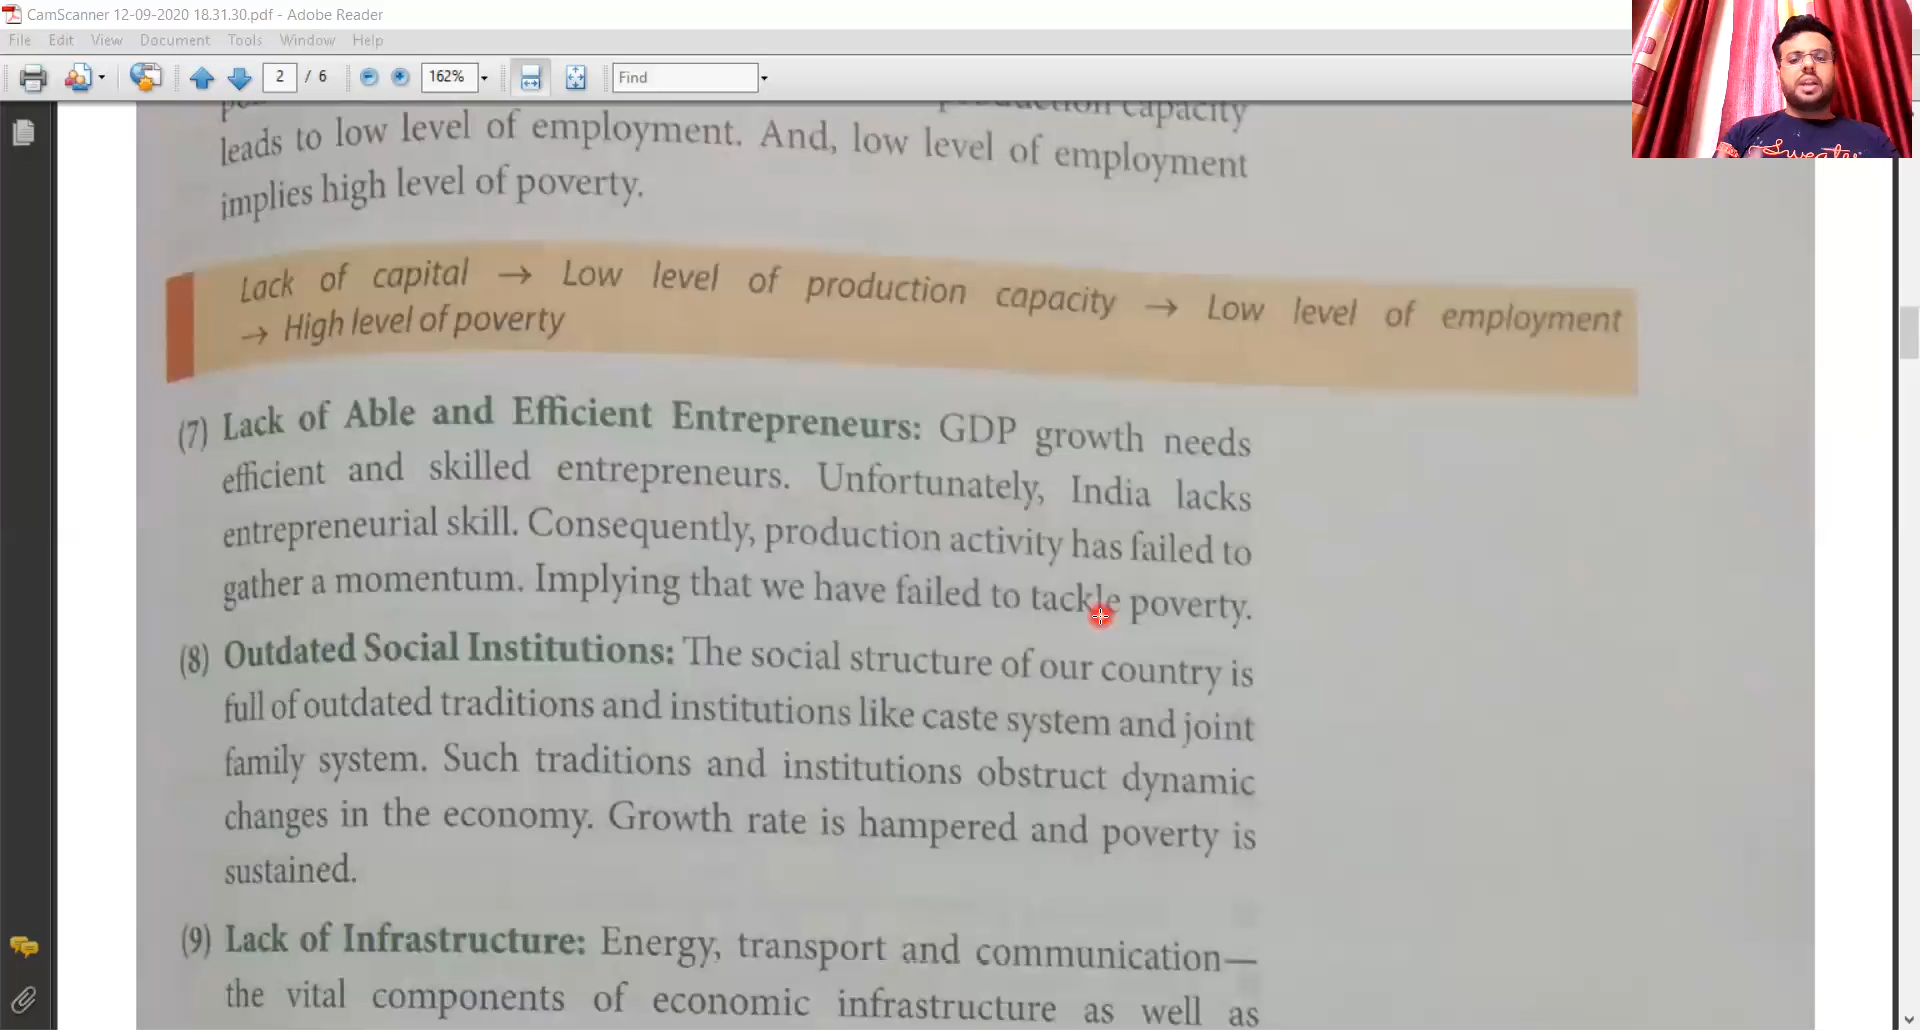 CamScanner 12-09-2020 18.31.30.pdf - Adobe Reader
File Edit View Document Tools Window Help
2 / 6 162% Find
production capacity
leads to low level of employment. And, low level of employment
implies high level of poverty.
Lack of capital → Low level of production capacity → Low level of employment
→ High level of poverty
(7) Lack of Able and Efficient Entrepreneurs: GDP growth needs
efficient and skilled entrepreneurs. Unfortunately, India lacks
entrepreneurial skill. Consequently, production activity has failed to
gather a momentum. Implying that we have failed to tackle poverty.
(8) Outdated Social Institutions: The social structure of our country is
full of outdated traditions and institutions like caste system and joint
family system. Such traditions and institutions obstruct dynamic
changes in the economy. Growth rate is hampered and poverty is
sustained.
(9) Lack of Infrastructure: Energy, transport and communication—
the vital components of economic infrastructure as well as